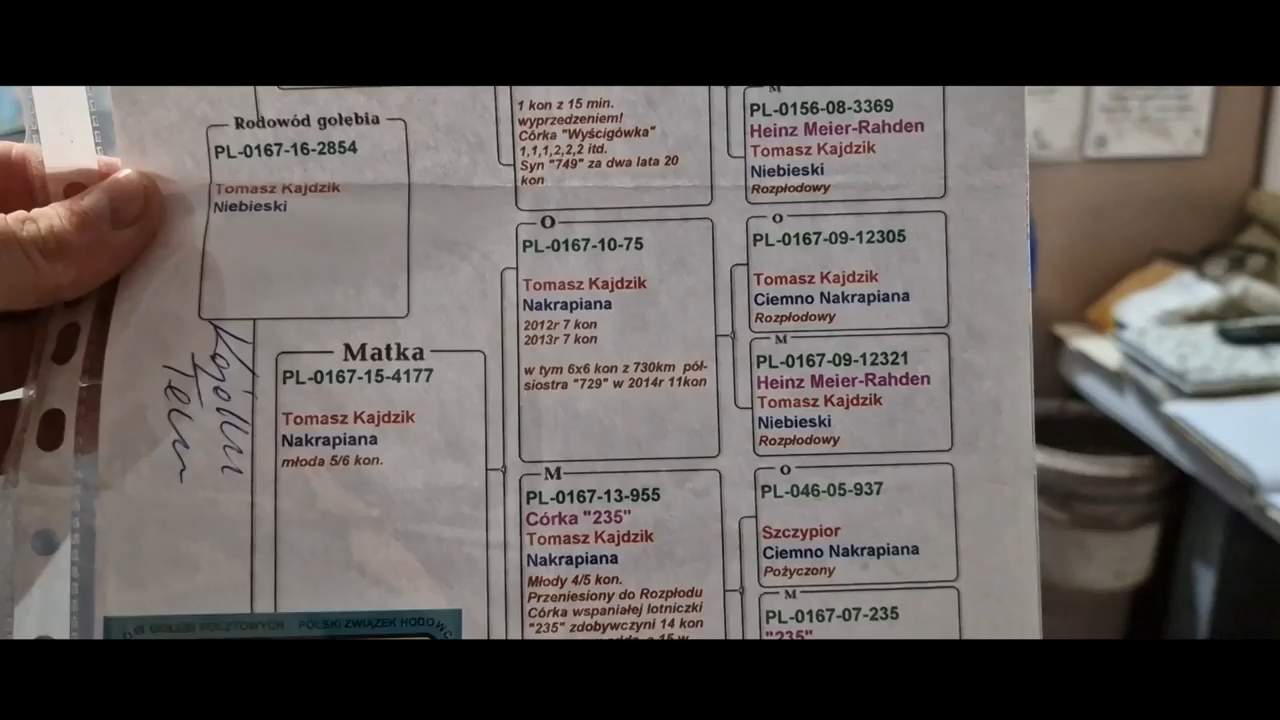 Rodowód gołębia
PL-0167-16-2854
Tomasz Kajdzik
Niebieski
Matka
PL-0167-15-4177
Tomasz Kajdzik
Nakrapiana
młoda 5/6 kon.
1 kon z 15 min.
wyprzedzeniem!
Córka "Wyścigówka"
1,1,1,2,2,2 itd.
Syn "749" za dwa lata 20
kon
O
PL-0167-10-75
Tomasz Kajdzik
Nakrapiana
2012r 7 kon
2013r 7 kon
w tym 6x6 kon z 730km pół-
siostra "729" w 2014r 11kon
M
PL-0167-13-955
Córka "235"
Tomasz Kajdzik
Nakrapiana
Młody 4/5 kon.
Przeniesiony do Rozpłodu
Córka wspaniałej lotniczki
"235" zdobywczyni 14 kon
M
PL-0156-08-3369
Heinz Meier-Rahden
Tomasz Kajdzik
Niebieski
Rozpłodowy
O
PL-0167-09-12305
Tomasz Kajdzik
Ciemno Nakrapiana
Rozpłodowy
M
PL-0167-09-12321
Heinz Meier-Rahden
Tomasz Kajdzik
Niebieski
Rozpłodowy
O
PL-046-05-937
Szczypior
Ciemno Nakrapiana
Pożyczony
M
PL-0167-07-235
"235"
POLSKI ZWIĄZEK HODOWC